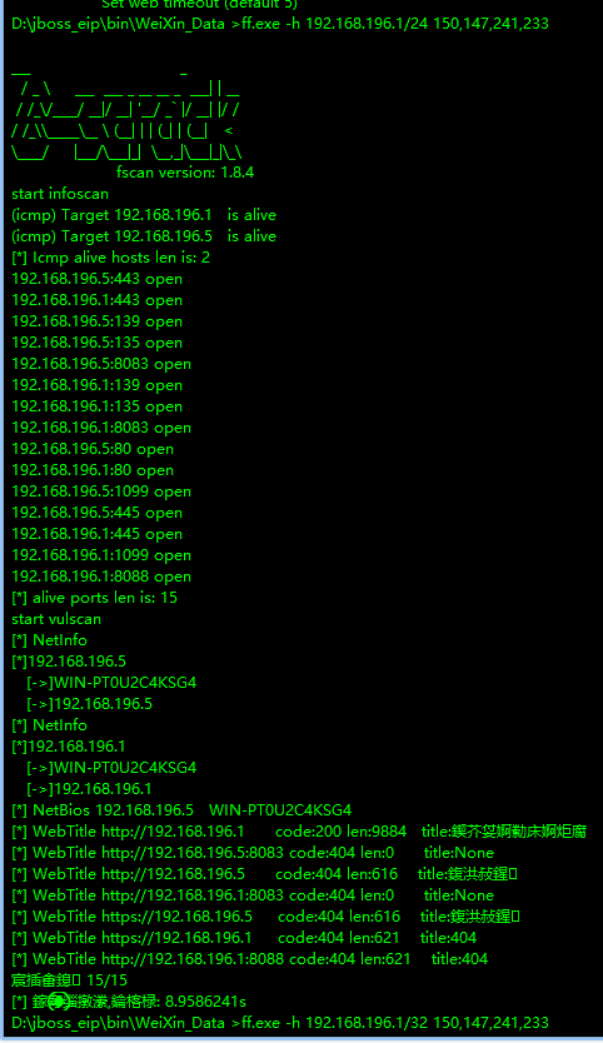 Set web timeout (default 5)
D:\jboss_eip\bin\WeiXin_Data >ff.exe -h 192.168.196.1/24 150,147,241,233
fscan version: 1.8.4
start infoscan
(icmp) Target 192.168.196.1 is alive
(icmp) Target 192.168.196.5 is alive
[*] Icmp alive hosts len is: 2
192.168.196.5:443 open
192.168.196.1:443 open
192.168.196.5:139 open
192.168.196.5:135 open
192.168.196.5:8083 open
192.168.196.1:139 open
192.168.196.1:135 open
192.168.196.1:8083 open
192.168.196.5:80 open
192.168.196.1:80 open
192.168.196.5:1099 open
192.168.196.5:445 open
192.168.196.1:445 open
192.168.196.1:1099 open
192.168.196.1:8088 open
[*] alive ports len is: 15
start vulscan
[*] NetInfo
[*]192.168.196.5
[->]WIN-PT0U2C4KSG4
[->]192.168.196.5
[*] NetInfo
[*]192.168.196.1
[->]WIN-PT0U2C4KSG4
[->]192.168.196.1
[*] NetBios 192.168.196.5 WIN-PT0U2C4KSG4
[*] WebTitle http://192.168.196.1 code:200 len:9884 title:
[*] WebTitle http://192.168.196.5:8083 code:404 len:0 title:None
[*] WebTitle http://192.168.196.5 code:404 len:616 title:
[*] WebTitle http://192.168.196.1:8083 code:404 len:0 title:None
[*] WebTitle https://192.168.196.5 code:404 len:616 title:
[*] WebTitle https://192.168.196.1 code:404 len:621 title:404
[*] WebTitle http://192.168.196.1:8088 code:404 len:621 title:404
15/15
[*] : 8.9586241s
D:\jboss_eip\bin\WeiXin_Data >ff.exe -h 192.168.196.1/32 150,147,241,233